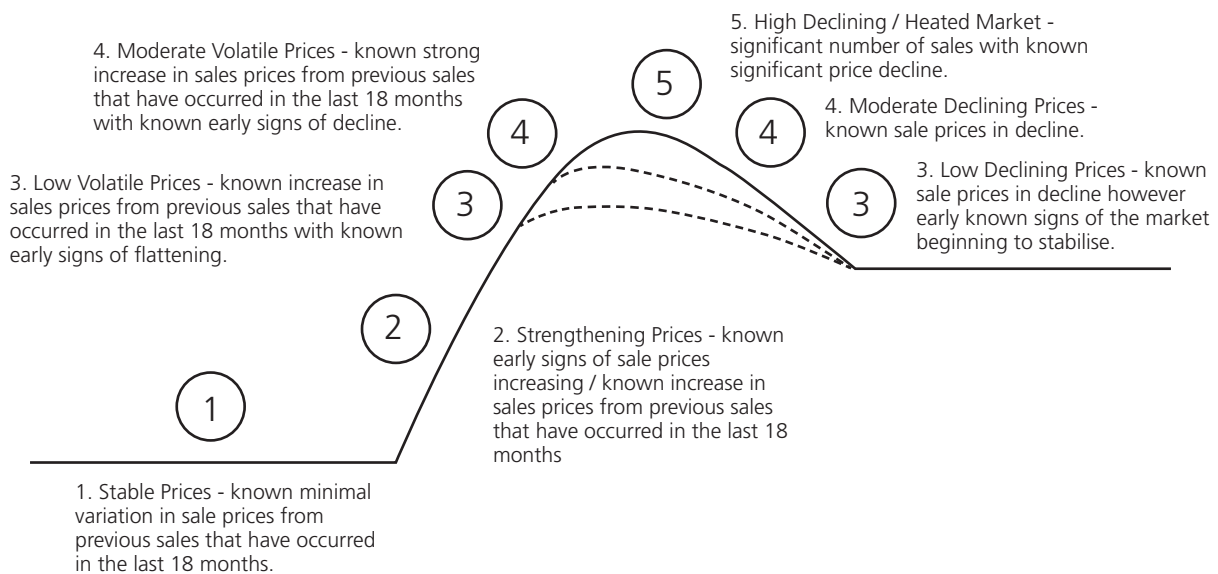 5. High Declining / Heated Market -
significant number of sales with known
significant price decline.
4. Moderate Volatile Prices - known strong
increase in sales prices from previous sales
that have occurred in the last 18 months
with known early signs of decline.
5
4
4
4. Moderate Declining Prices -
known sale prices in decline.
3. Low Volatile Prices - known increase in
sales prices from previous sales that have
occurred in the last 18 months with known
early signs of flattening.
3
3
3. Low Declining Prices - known
sale prices in decline however
early known signs of the market
beginning to stabilise.
2
2. Strengthening Prices - known
early signs of sale prices
increasing / known increase in
sales prices from previous sales
that have occurred in the last 18
months
1
1. Stable Prices - known minimal
variation in sale prices from
previous sales that have occurred
in the last 18 months.